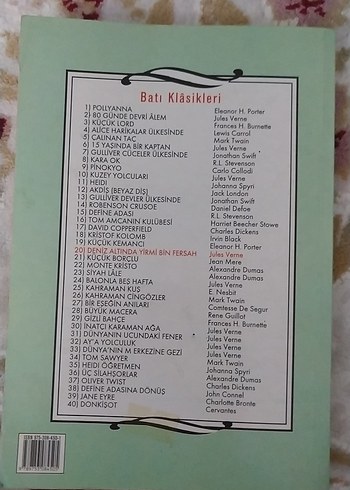 Batı Klâsikleri
1) POLLYANNA Eleanor H. Porter
2) 80 GÜNDE DEVRİ ÂLEM Jules Verne
3) KÜÇÜK LORD Frances H. Burnette
4) ALİCE HARİKALAR ÜLKESİNDE Lewis Carrol
5) ÇALINAN TAÇ Mark Twain
6) 15 YAŞINDA BİR KAPTAN Jules Verne
7) GULLİVER CÜCELER ÜLKESİNDE Jonathan Swift
8) KARA OK R.L. Stevenson
9) PİNOKYO Carlo Collodi
10) KUZEY YOLCULARI Jules Verne
11) HEIDI Johanna Spyri
12) AKDİŞ (BEYAZ DİŞ) Jack London
13) GULLİVER DEVLER ÜLKESİNDE Jonathan Swift
14) ROBENSON CRUSOE Daniel Defoe
15) DEFİNE ADASI R.L. Stevenson
16) TOM AMCANIN KULÜBESİ Harriet Beecher Stowe
17) DAVID COPPERFIELD Charles Dickens
18) KRİSTOF KOLOMB Irvin Black
19) KÜÇÜK KEMANCI Eleanor H. Porter
20) DENİZ ALTINDA YİRMİ BİN FERSAH Jules Verne
21) KÜÇÜK BORÇLU Jean Mere
22) MONTE KRİSTO Alexandre Dumas
23) SİYAH LÂLE Alexandre Dumas
24) BALONLA BEŞ HAFTA Jules Verne
25) KAHRAMAN KUŞ E. Nesbit
26) KAHRAMAN CİNGÖZLER Mark Twain
27) BİR EŞEĞİN ANILARI Comtesse De Segur
28) BÜYÜK MACERA Rene Guillot
29) GİZLİ BAHÇE Frances H. Burnette
30) İNATÇI KARAMAN AĞA Jules Verne
31) DÜNYANIN UCUNDAKİ FENER Jules Verne
32) AY'A YOLCULUK Jules Verne
33) DÜNYA'NIN MERKEZİNE GEZİ Jules Verne
34) TOM SAWYER Mark Twain
35) HEIDI ÖĞRETMEN Johanna Spyri
36) ÜÇ SİLAHŞORLAR Alexandre Dumas
37) OLIVER TWIST Charles Dickens
38) DEFİNE ADASINA DÖNÜŞ John Connel
39) JANE EYRE Charlotte Bronte
40) DONKİŞOT Cervantes